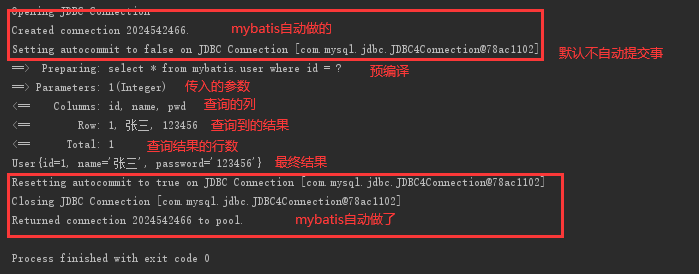 Opening JDBC Connection
Created connection 2024542466. mybatis自动做的
Setting autocommit to false on JDBC Connection [com.mysql.jdbc.JDBC4Connection@78ac1102] 默认不自动提交事
==>  Preparing: select * from mybatis.user where id = ? 预编译
==> Parameters: 1(Integer) 传入的参数
<==    Columns: id, name, pwd 查询的列
<==        Row: 1, 张三, 123456 查询到的结果
<==      Total: 1 查询结果的行数
User{id=1, name='张三', password='123456'} 最终结果
Resetting autocommit to true on JDBC Connection [com.mysql.jdbc.JDBC4Connection@78ac1102]
Closing JDBC Connection [com.mysql.jdbc.JDBC4Connection@78ac1102]
Returned connection 2024542466 to pool. mybatis自动做了
Process finished with exit code 0